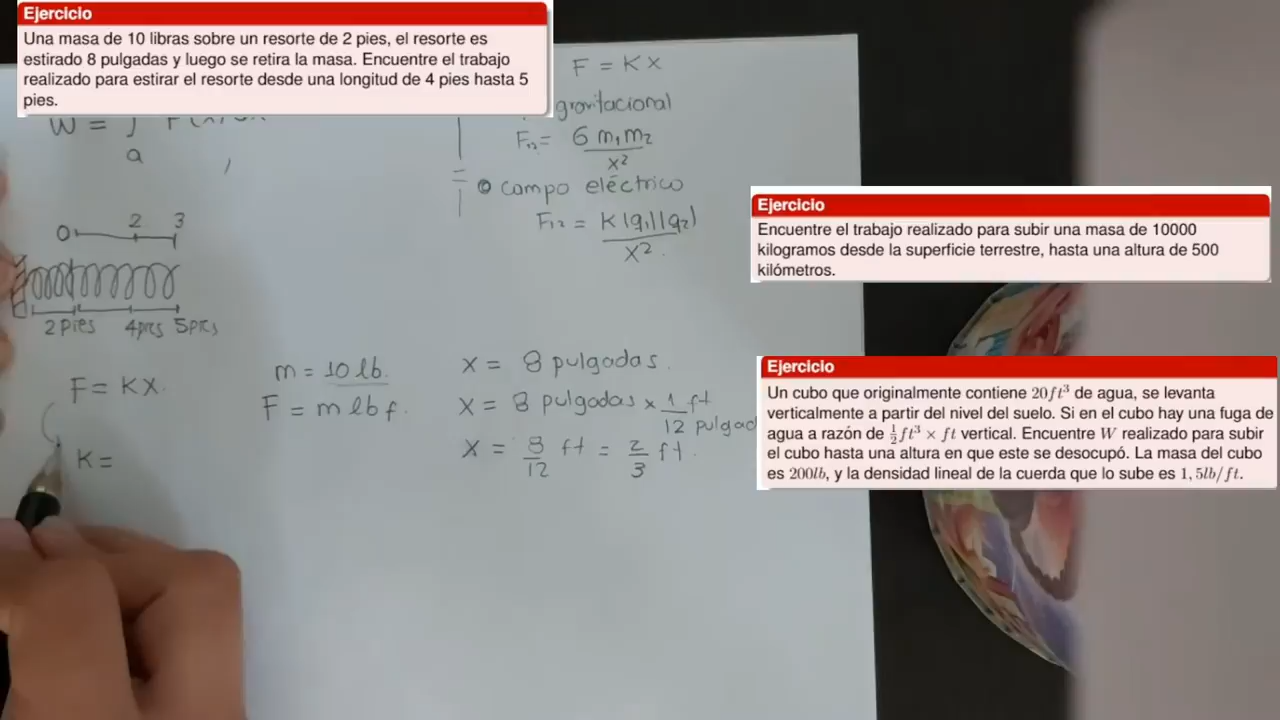 Ejercicio
Una masa de 10 libras sobre un resorte de 2 pies, el resorte es
estirado 8 pulgadas y luego se retira la masa. Encuentre el trabajo
realizado para estirar el resorte desde una longitud de 4 pies hasta 5
pies.
W = ∫
a
0 2 3
2 pies 4pies 5pies
F = KX.
K =
m = 10 lb.
F = m lbf.
F = KX
gravitacional
F₁₂ = G m₁m₂
x²
campo eléctrico
F₁₂ = K|q₁||q₂|
x².
x = 8 pulgadas.
x = 8 pulgadas × 1 ft
12 pulgad
x = 8/12 ft = 2/3 ft.
Ejercicio
Encuentre el trabajo realizado para subir una masa de 10000
kilogramos desde la superficie terrestre, hasta una altura de 500
kilómetros.
Ejercicio
Un cubo que originalmente contiene 20ft³ de agua, se levanta
verticalmente a partir del nivel del suelo. Si en el cubo hay una fuga de
agua a razón de ½ft³ × ft vertical. Encuentre W realizado para subir
el cubo hasta una altura en que este se desocupó. La masa del cubo
es 200lb, y la densidad lineal de la cuerda que lo sube es 1, 5lb/ft.